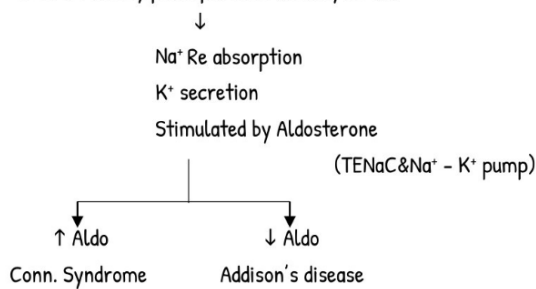 ↓
Na⁺ Re absorption
K⁺ secretion
Stimulated by Aldosterone
(TENaC&Na⁺ - K⁺ pump)
↑ Aldo ↓ Aldo
Conn. Syndrome Addison's disease